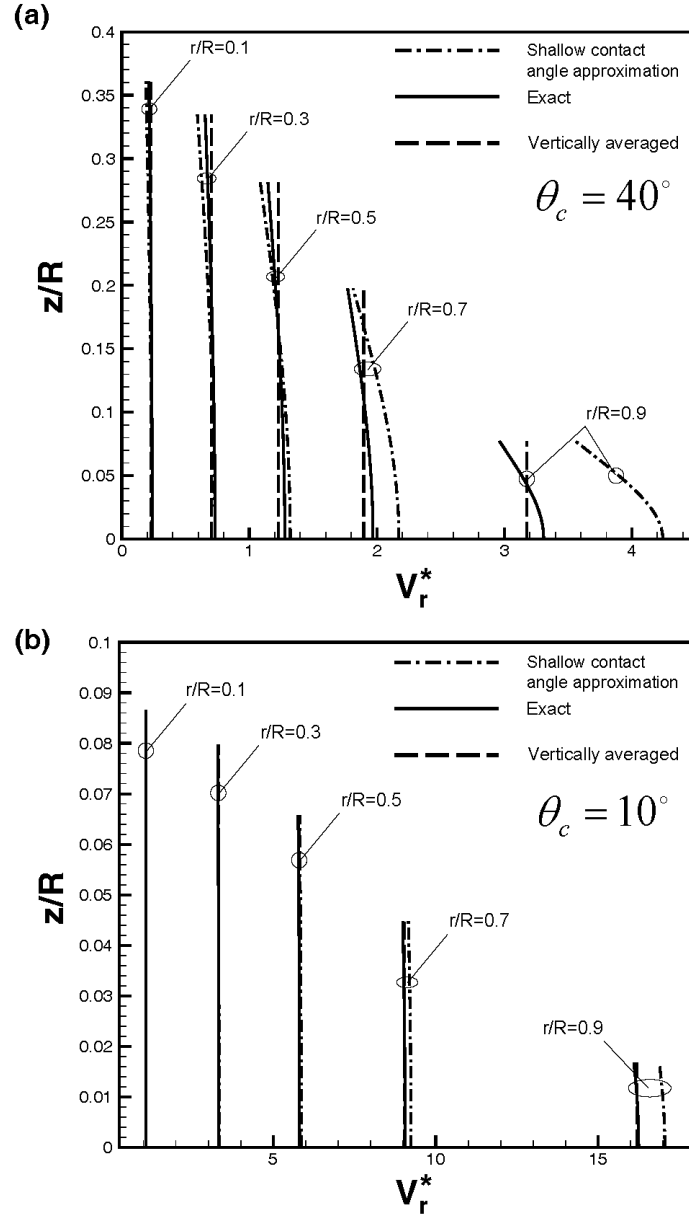 (a)
0.4
0.35
0.3
0.25
0.2
0.15
0.1
0.05
0
z/R
r/R=0.1
r/R=0.3
r/R=0.5
r/R=0.7
r/R=0.9
Shallow contact
angle approximation
Exact
Vertically averaged
θc = 40°
0 1 2 3 4
Vr*
(b)
0.1
0.09
0.08
0.07
0.06
0.05
0.04
0.03
0.02
0.01
0
z/R
r/R=0.1
r/R=0.3
r/R=0.5
r/R=0.7
r/R=0.9
Shallow contact
angle approximation
Exact
Vertically averaged
θc = 10°
5 10 15
Vr*